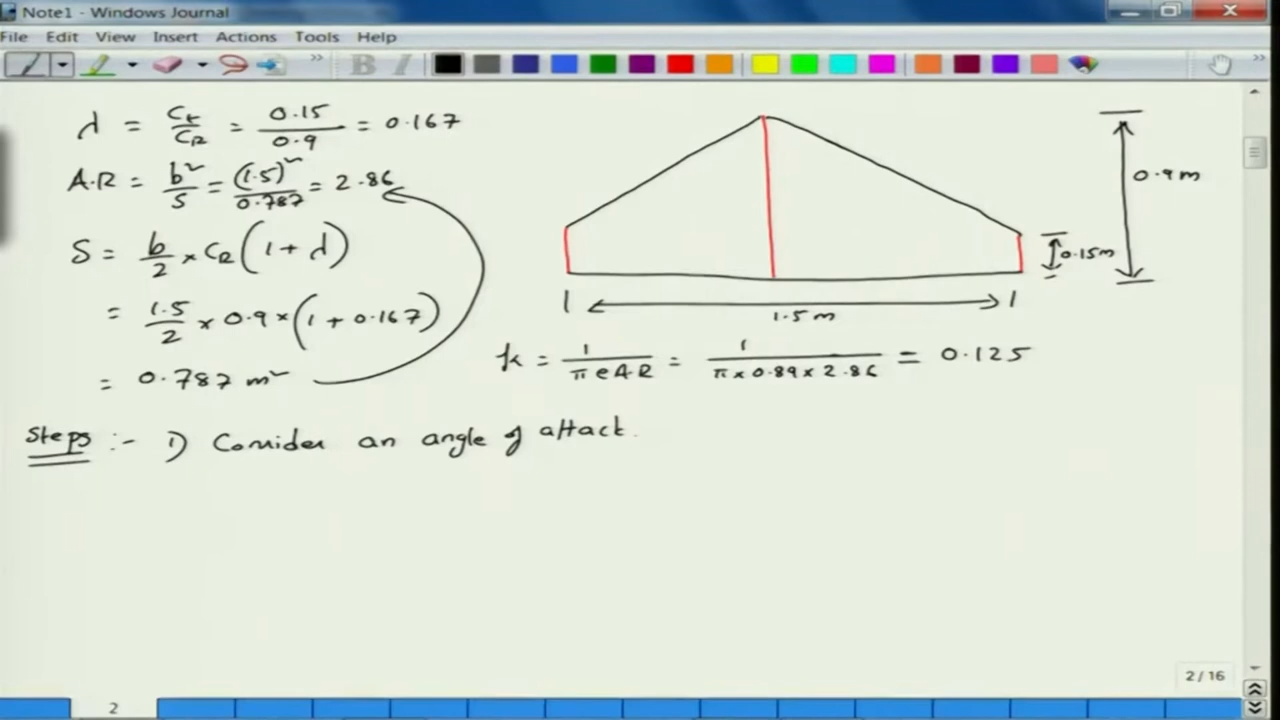 Note1 - Windows Journal
File Edit View Insert Actions Tools Help
λ = Ct/CR = 0.15/0.9 = 0.167
A.R = b²/S = (1.5)²/0.787 = 2.86
S = b/2 × CR (1 + λ)
= 1.5/2 × 0.9 × (1 + 0.167)
= 0.787 m²
0.9 m
0.15 m
1.5 m
k = 1/πeAR = 1/π × 0.89 × 2.86 = 0.125
Steps :- 1) Consider an angle of attack.
2/16
2